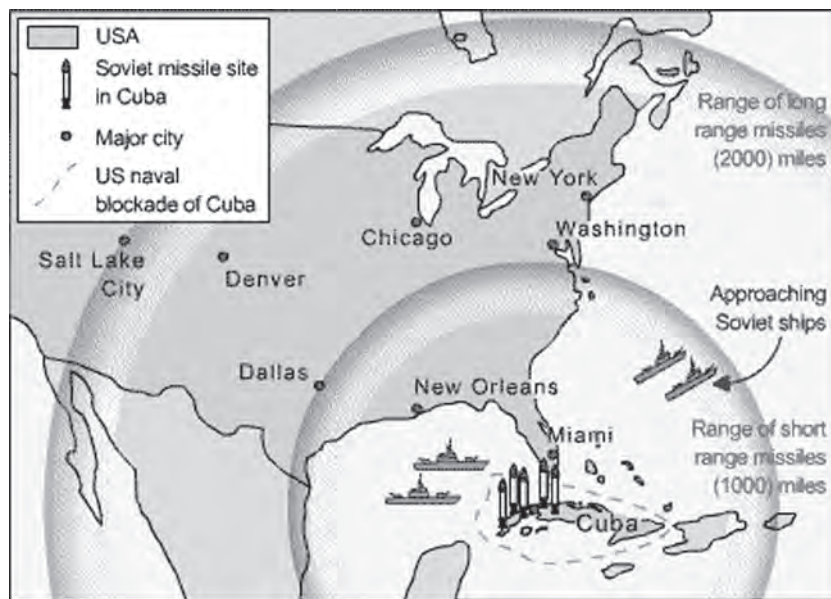 USA
Soviet missile site
in Cuba
Major city
US naval
blockade of Cuba
Range of long
range missiles
(2000) miles
New York
Chicago
Washington
Salt Lake
City
Denver
Approaching
Soviet ships
Dallas
New Orleans
Miami
Range of short
range missiles
(1000) miles
Cuba